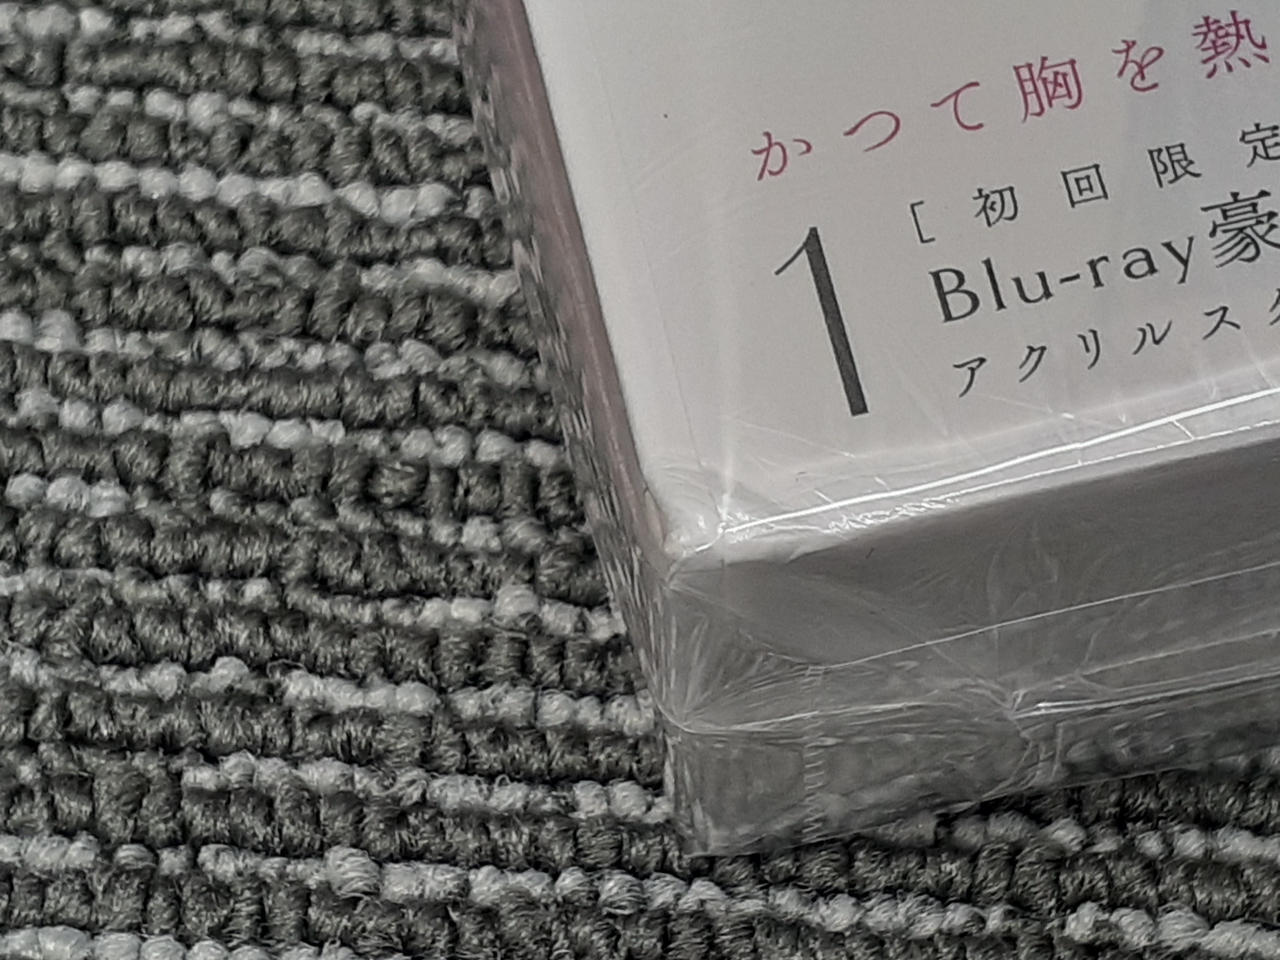 かつて胸を熱
1
[初回限定
Blu-ray豪
アクリルスタ